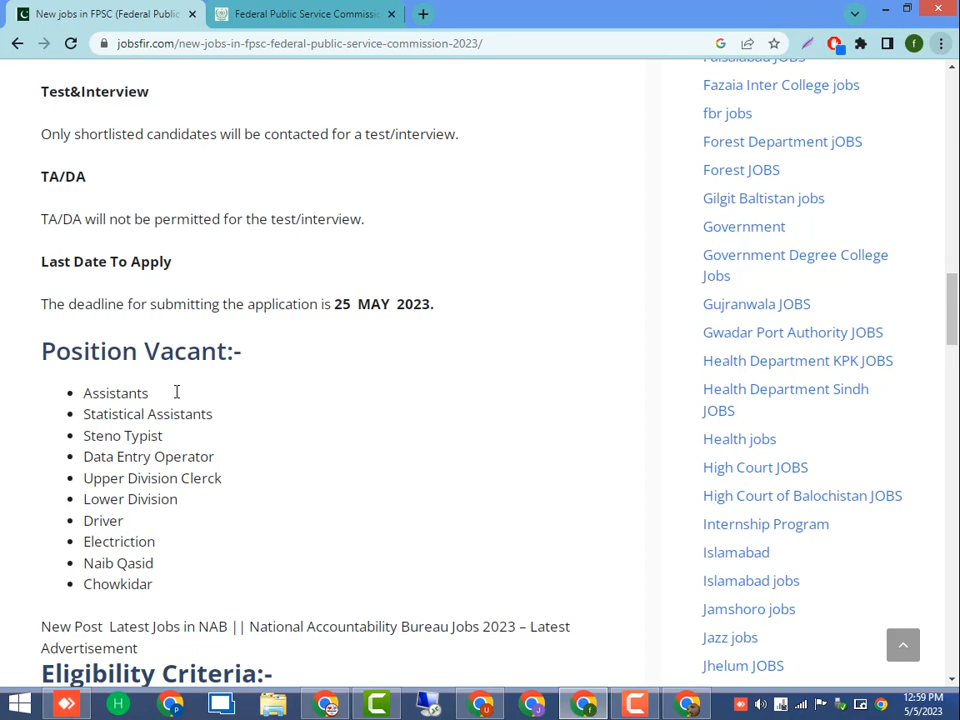 New jobs in FPSC (Federal Public
Federal Public Service Commissi
jobsfir.com/new-jobs-in-fpsc-federal-public-service-commission-2023/
f
Test&Interview
Only shortlisted candidates will be contacted for a test/interview.
TA/DA
TA/DA will not be permitted for the test/interview.
Last Date To Apply
The deadline for submitting the application is 25 MAY 2023.
Position Vacant:-
Assistants
Statistical Assistants
Steno Typist
Data Entry Operator
Upper Division Clerck
Lower Division
Driver
Electriction
Naib Qasid
Chowkidar
New Post Latest Jobs in NAB || National Accountability Bureau Jobs 2023 – Latest
Advertisement
Eligibility Criteria:-
Faisalabad JOBS
Fazaia Inter College jobs
fbr jobs
Forest Department jOBS
Forest JOBS
Gilgit Baltistan jobs
Government
Government Degree College
Jobs
Gujranwala JOBS
Gwadar Port Authority JOBS
Health Department KPK JOBS
Health Department Sindh
JOBS
Health jobs
High Court JOBS
High Court of Balochistan JOBS
Internship Program
Islamabad
Islamabad jobs
Jamshoro jobs
Jazz jobs
Jhelum JOBS
12:59 PM
5/5/2023